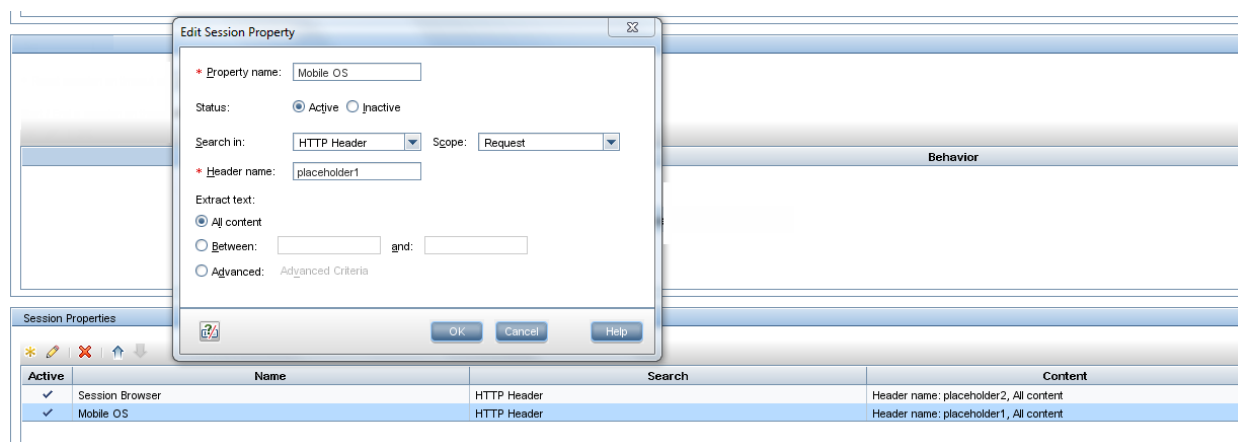 Edit Session Property
* Property name: Mobile OS
Status: Active Inactive
Search in: HTTP Header Scope: Request
* Header name: placeholder1
Extract text:
All content
Between: and:
Advanced: Advanced Criteria
OK Cancel Help
Behavior
Session Properties
Active Name Search Content
Session Browser HTTP Header Header name: placeholder2, All content
Mobile OS HTTP Header Header name: placeholder1, All content